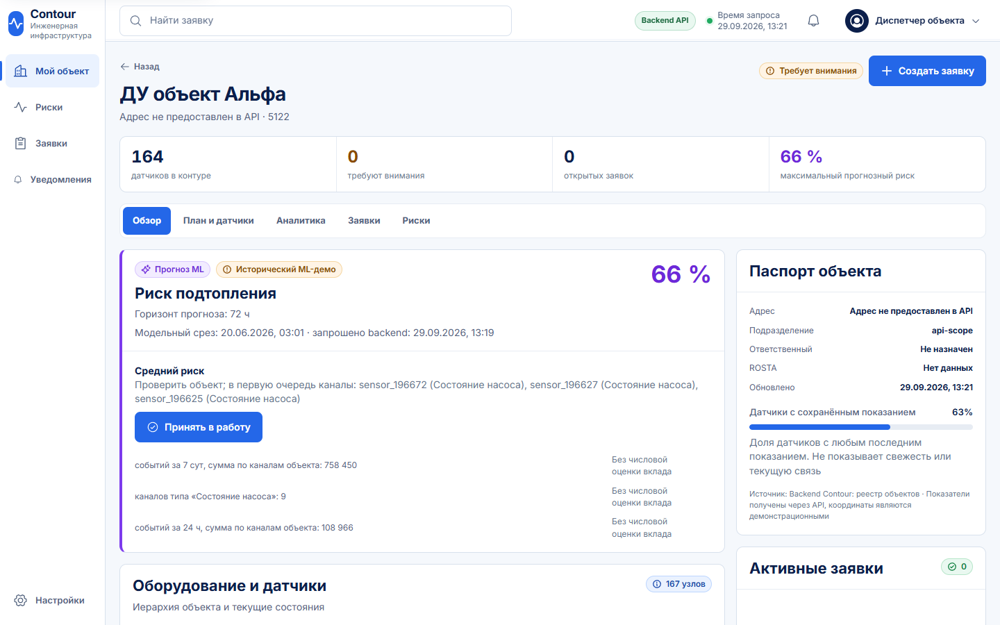 Contour
Инженерная
инфраструктура
Найти заявку
Backend API
Время запроса
29.09.2026, 13:21
Диспетчер объекта
Мой объект
Риски
Заявки
Уведомления
Настройки
Назад
ДУ объект Альфа
Адрес не предоставлен в API · 5122
Требует внимания
Создать заявку
164
датчиков в контуре
0
требуют внимания
0
открытых заявок
66 %
максимальный прогнозный риск
Обзор
План и датчики
Аналитика
Заявки
Риски
Прогноз ML
Исторический ML-демо
66 %
Риск подтопления
Горизонт прогноза: 72 ч
Модельный срез: 20.06.2026, 03:01 · запрошено backend: 29.09.2026, 13:19
Средний риск
Проверить объект; в первую очередь каналы: sensor_196672 (Состояние насоса), sensor_196627 (Состояние насоса),
sensor_196625 (Состояние насоса)
Принять в работу
событий за 7 сут, сумма по каналам объекта: 758 450
Без числовой
оценки вклада
каналов типа «Состояние насоса»: 9
Без числовой
оценки вклада
событий за 24 ч, сумма по каналам объекта: 108 966
Без числовой
оценки вклада
Оборудование и датчики
167 узлов
Иерархия объекта и текущие состояния
Паспорт объекта
Адрес
Адрес не предоставлен в API
Подразделение
api-scope
Ответственный
Не назначен
ROSTA
Нет данных
Обновлено
29.09.2026, 13:21
Датчики с сохранённым показанием
63%
Доля датчиков с любым последним
показанием. Не показывает свежесть или
текущую связь
Источник: Backend Contour: реестр объектов · Показатели
получены через API, координаты являются
демонстрационными
Активные заявки
0